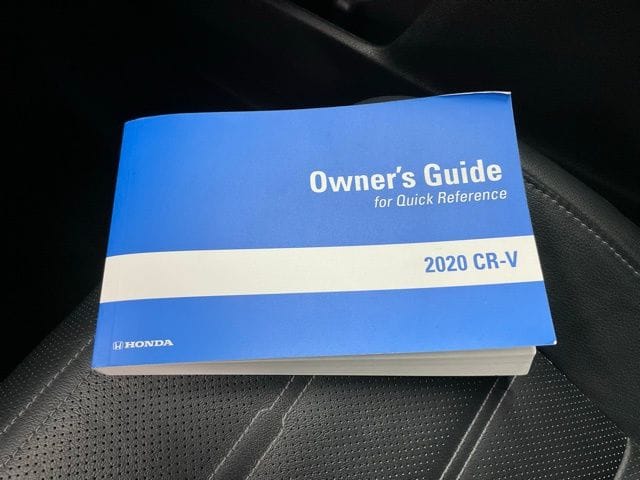 Owner's Guide
for Quick Reference
2020 CR-V
HONDA